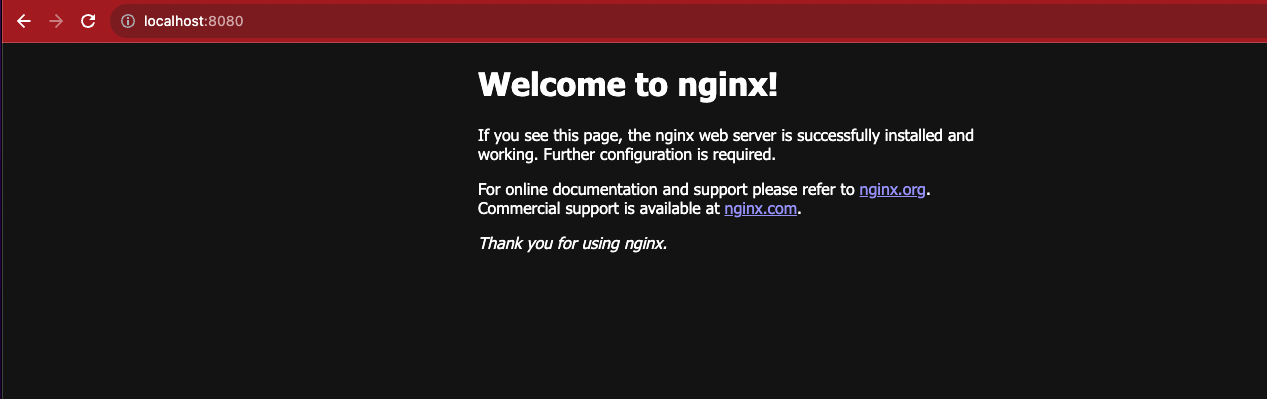 localhost:8080
Welcome to nginx!
If you see this page, the nginx web server is successfully installed and
working. Further configuration is required.
For online documentation and support please refer to nginx.org.
Commercial support is available at nginx.com.
Thank you for using nginx.